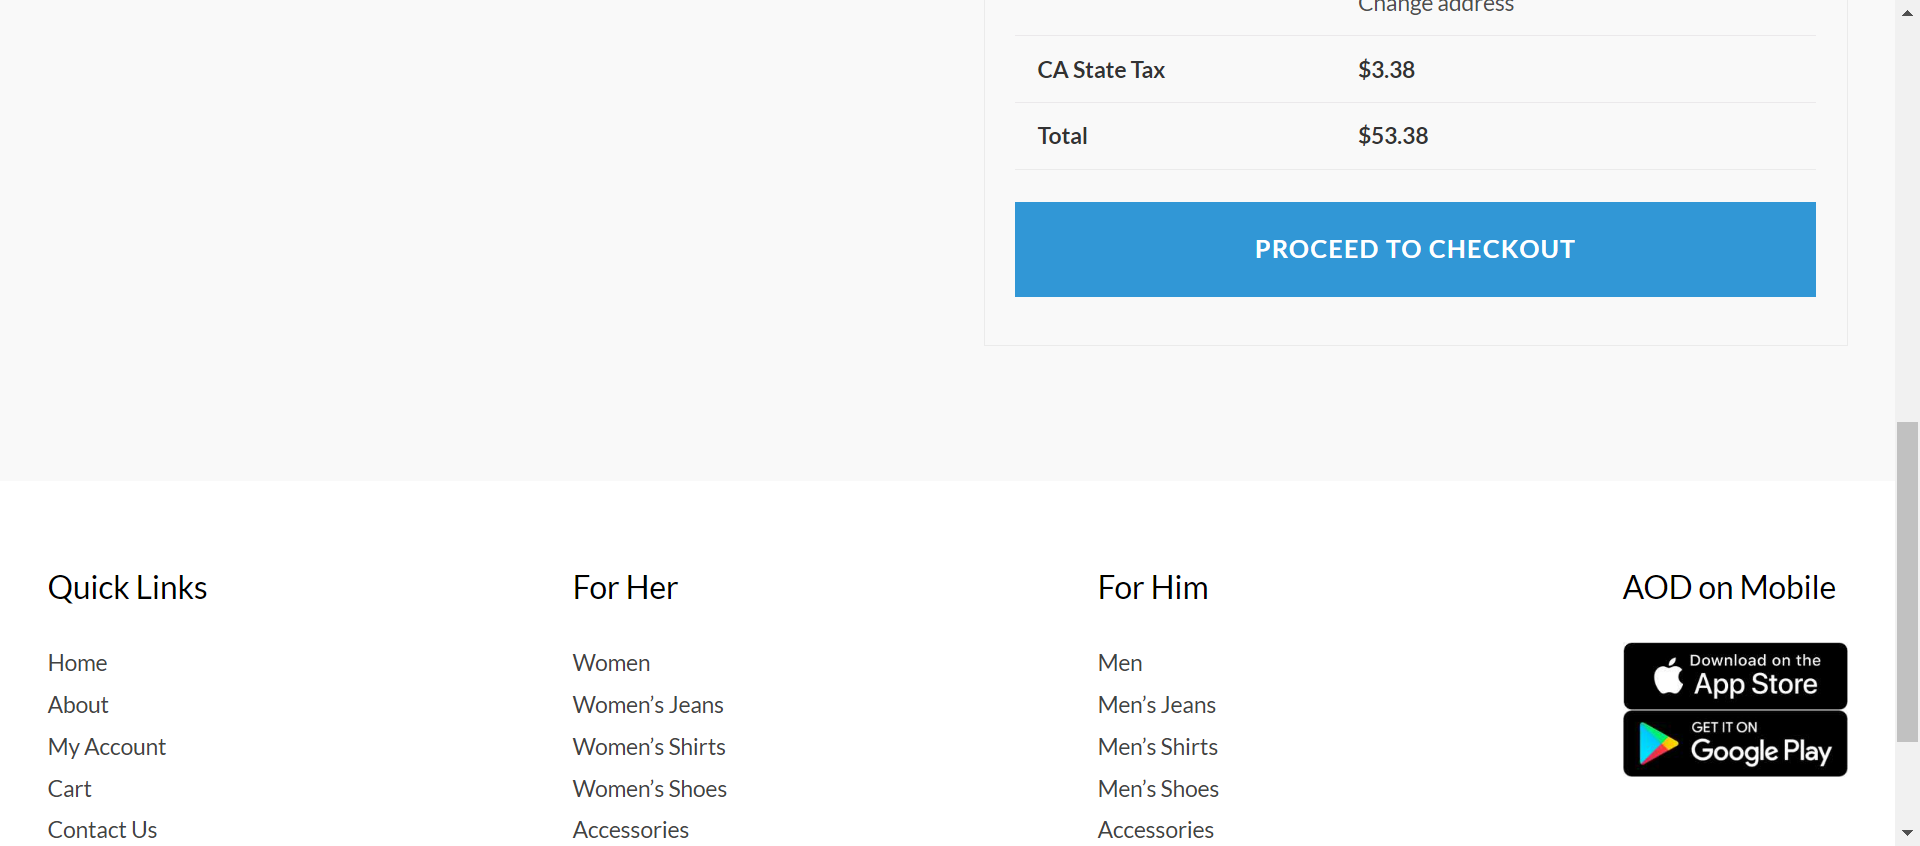 Change address
CA State Tax $3.38
Total $53.38
PROCEED TO CHECKOUT
Quick Links
Home
About
My Account
Cart
Contact Us
For Her
Women
Women’s Jeans
Women’s Shirts
Women’s Shoes
Accessories
For Him
Men
Men’s Jeans
Men’s Shirts
Men’s Shoes
Accessories
AOD on Mobile
Download on the
App Store
GET IT ON
Google Play